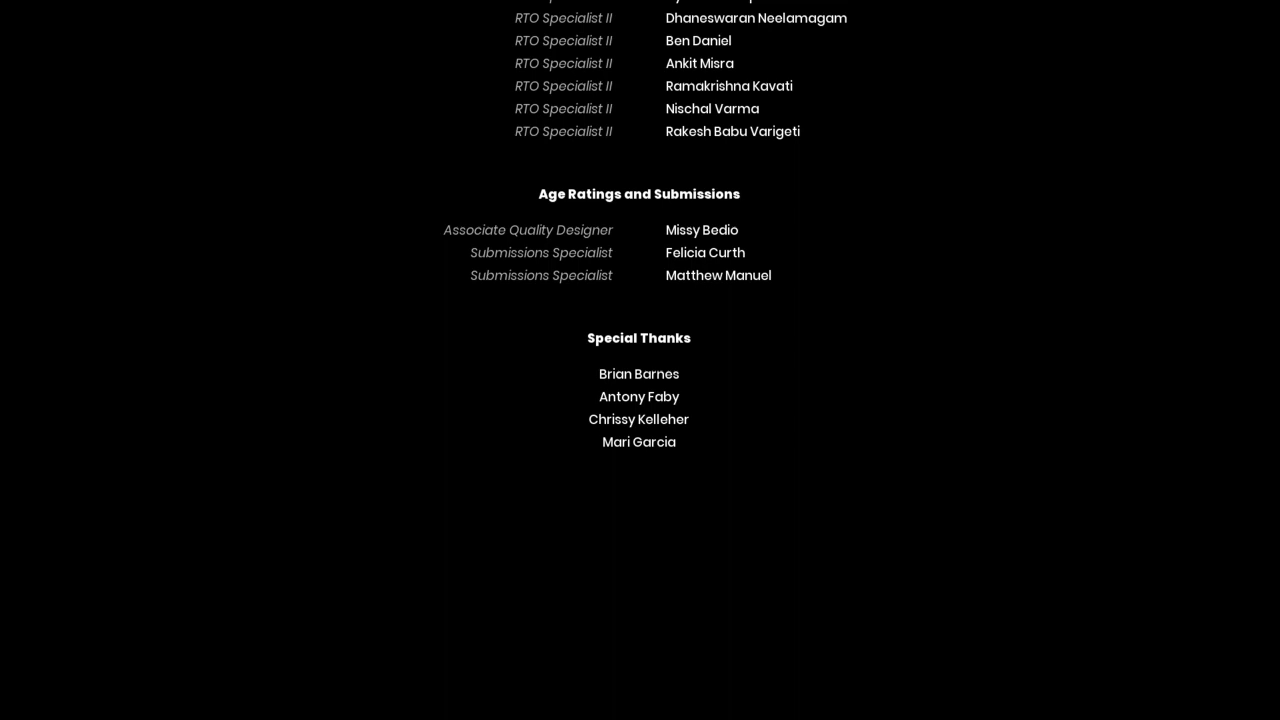 RTO Specialist II Dhaneswaran Neelamagam
RTO Specialist II Ben Daniel
RTO Specialist II Ankit Misra
RTO Specialist II Ramakrishna Kavati
RTO Specialist II Nischal Varma
RTO Specialist II Rakesh Babu Varigeti
Age Ratings and Submissions
Associate Quality Designer Missy Bedio
Submissions Specialist Felicia Curth
Submissions Specialist Matthew Manuel
Special Thanks
Brian Barnes
Antony Faby
Chrissy Kelleher
Mari Garcia